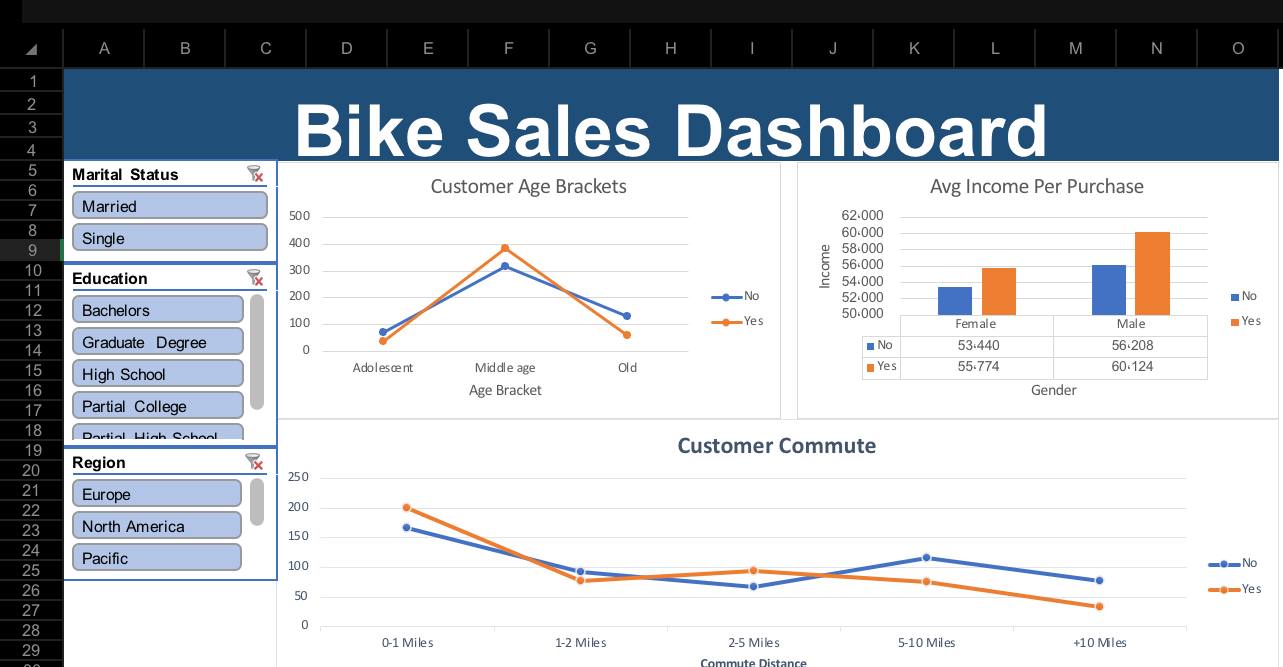 A B C D E F G H I J K L M N O
1
2
3
4
5
6
7
8
9
10
11
12
13
14
15
16
17
18
19
20
21
22
23
24
25
26
27
28
29
Bike Sales Dashboard
Marital Status
Married
Single
Education
Bachelors
Graduate Degree
High School
Partial College
Partial High School
Region
Europe
North America
Pacific
Customer Age Brackets
500
400
300
200
100
0
Adolescent Middle age Old
Age Bracket
No
Yes
Avg Income Per Purchase
Income
62,000
60,000
58,000
56,000
54,000
52,000
50,000
Female Male
No 53,440 56,208
Yes 55,774 60,124
Gender
No
Yes
Customer Commute
250
200
150
100
50
0
0-1 Miles 1-2 Miles 2-5 Miles 5-10 Miles +10 Miles
Commute Distance
No
Yes